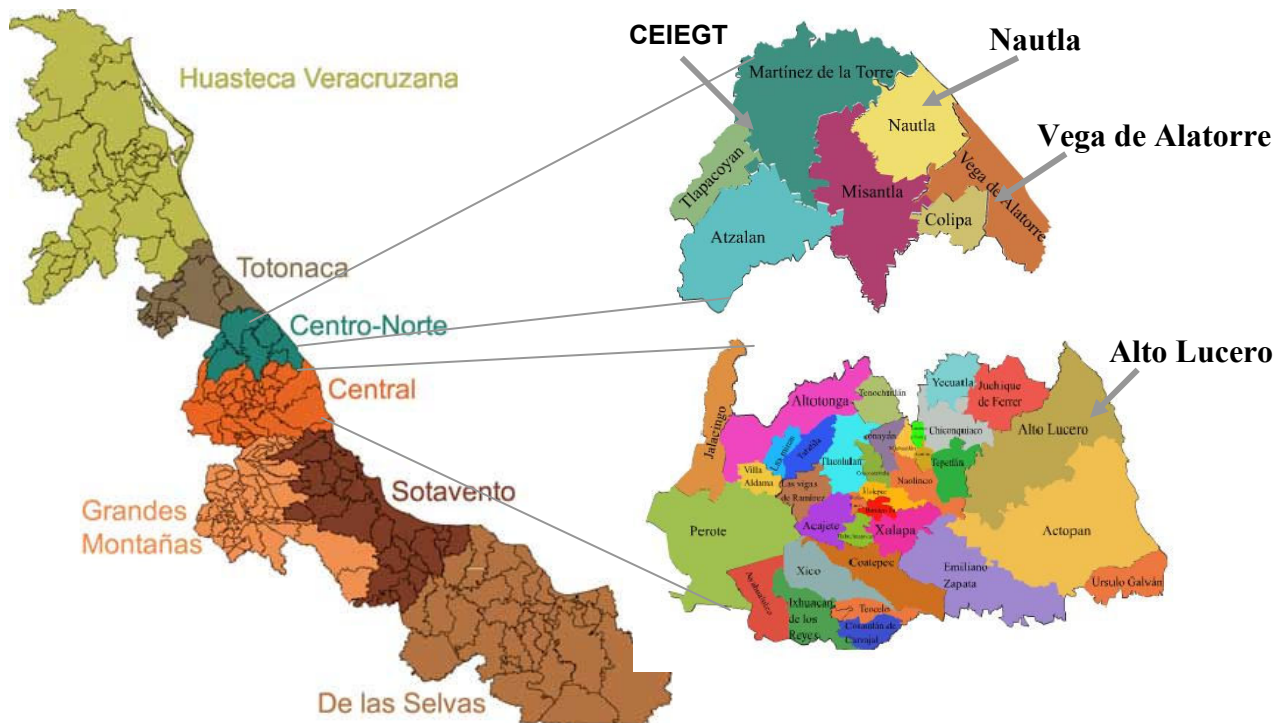 Huasteca Veracruzana
Totonaca
Centro-Norte
Central
Sotavento
Grandes
Montañas
De las Selvas
CEIEGT
Nautla
Vega de Alatorre
Martínez de la Torre
Nautla
Tlapacoyan
Misantla
Vega de Alatorre
Colipa
Atzalan
Alto Lucero
Jalacingo
Altotonga
Yecuatla
Juchique
de Ferrer
Chiconquiaco
Alto Lucero
Tlacolulan
Tepetlán
Villa
Aldama
Las vigas
de Ramírez
Naolinco
Perote
Acajete
Xalapa
Actopan
Xico
Coatepec
Emiliano
Zapata
Úrsulo Galván
Ixhuacan
de los
Reyes
Teocelo
Cosautlán de
Carvajal